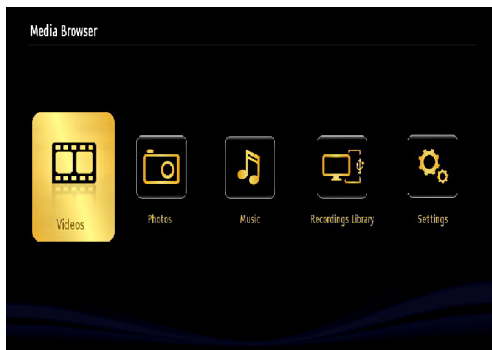 Media Browser
Videos
Photos
Music
Recordings Library
Settings